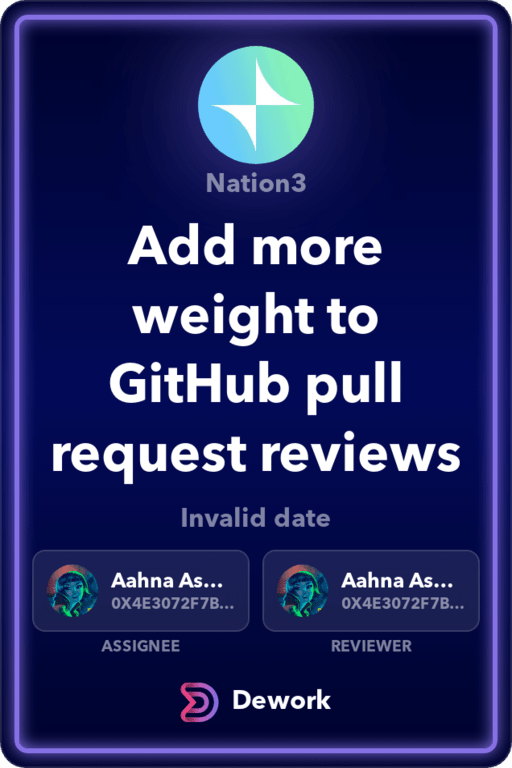 Nation3
Add more
weight to
GitHub pull
request reviews
Invalid date
Aahna As...
0X4E3072F7B...
Aahna As...
0X4E3072F7B...
ASSIGNEE
REVIEWER
Dework